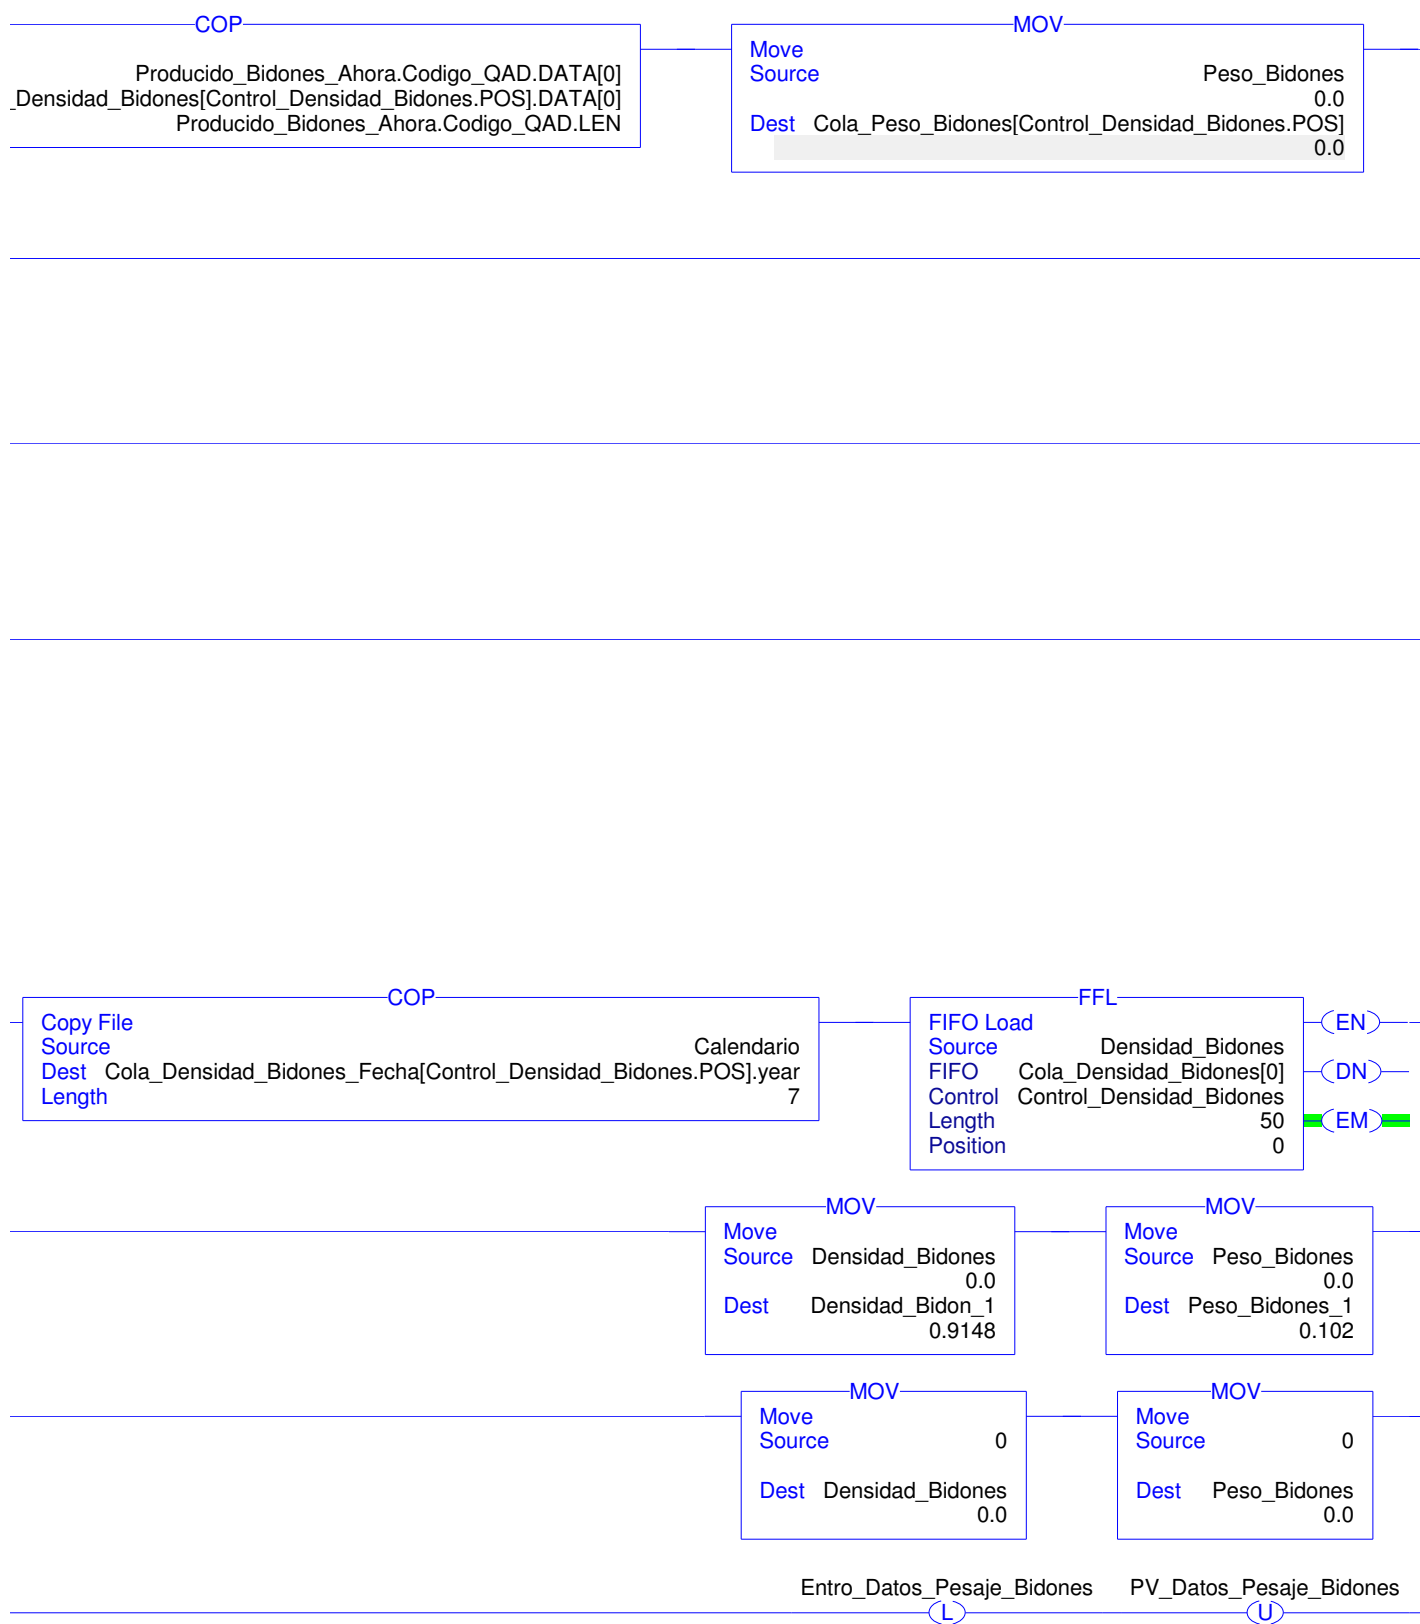 COP
Producido_Bidones_Ahora.Codigo_QAD.DATA[0]
_Densidad_Bidones[Control_Densidad_Bidones.POS].DATA[0]
Producido_Bidones_Ahora.Codigo_QAD.LEN
MOV
Move
Source Peso_Bidones
0.0
Dest Cola_Peso_Bidones[Control_Densidad_Bidones.POS]
0.0
COP
Copy File
Source Calendario
Dest Cola_Densidad_Bidones_Fecha[Control_Densidad_Bidones.POS].year
Length 7
FFL
FIFO Load
Source Densidad_Bidones
FIFO Cola_Densidad_Bidones[0]
Control Control_Densidad_Bidones
Length 50
Position 0
EN
DN
EM
MOV
Move
Source Densidad_Bidones
0.0
Dest Densidad_Bidon_1
0.9148
MOV
Move
Source Peso_Bidones
0.0
Dest Peso_Bidones_1
0.102
MOV
Move
Source 0
Dest Densidad_Bidones
0.0
MOV
Move
Source 0
Dest Peso_Bidones
0.0
Entro_Datos_Pesaje_Bidones
L
PV_Datos_Pesaje_Bidones
U